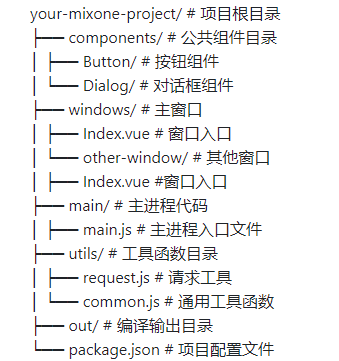 your-mixone-project/ # 项目根目录
├── components/ # 公共组件目录
│ ├── Button/ # 按钮组件
│ └── Dialog/ # 对话框组件
├── windows/ # 主窗口
│ ├── Index.vue # 窗口入口
│ └── other-window/ # 其他窗口
│ ├── Index.vue #窗口入口
├── main/ # 主进程代码
│ ├── main.js # 主进程入口文件
├── utils/ # 工具函数目录
│ ├── request.js # 请求工具
│ └── common.js # 通用工具函数
├── out/ # 编译输出目录
└── package.json # 项目配置文件